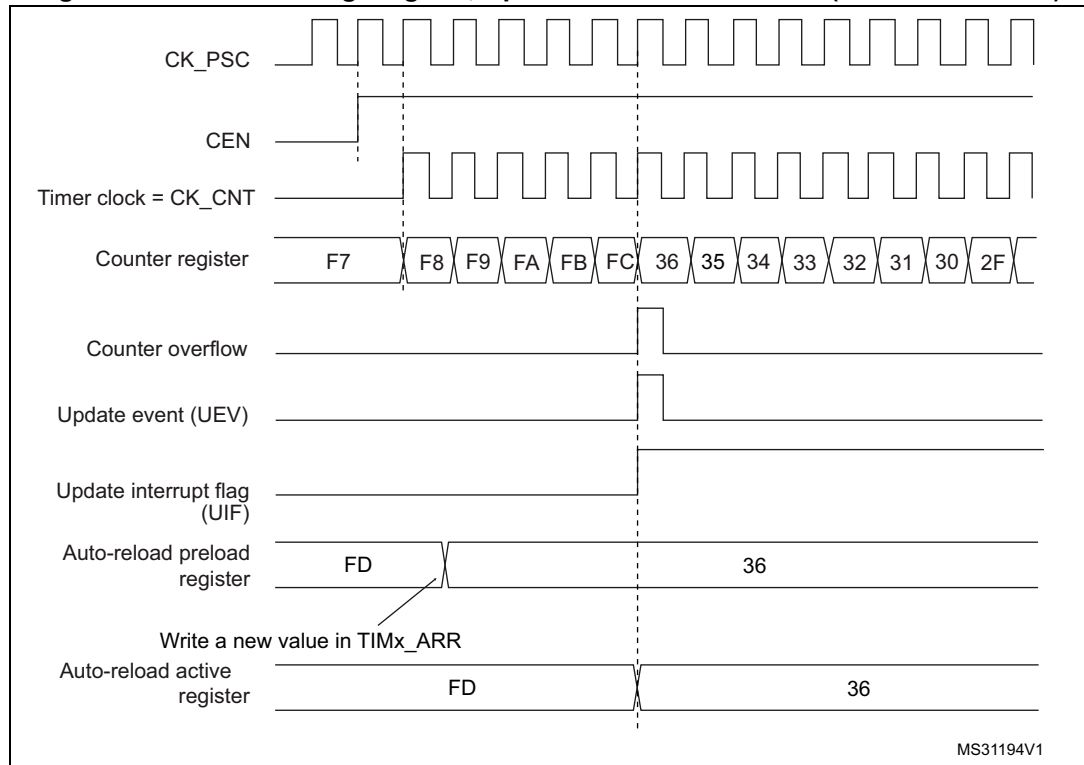 CK_PSC
CEN
Timer clock = CK_CNT
Counter register
F7 F8 F9 FA FB FC 36 35 34 33 32 31 30 2F
Counter overflow
Update event (UEV)
Update interrupt flag
(UIF)
Auto-reload preload
register
FD 36
Write a new value in TIMx_ARR
Auto-reload active
register
FD 36
MS31194V1